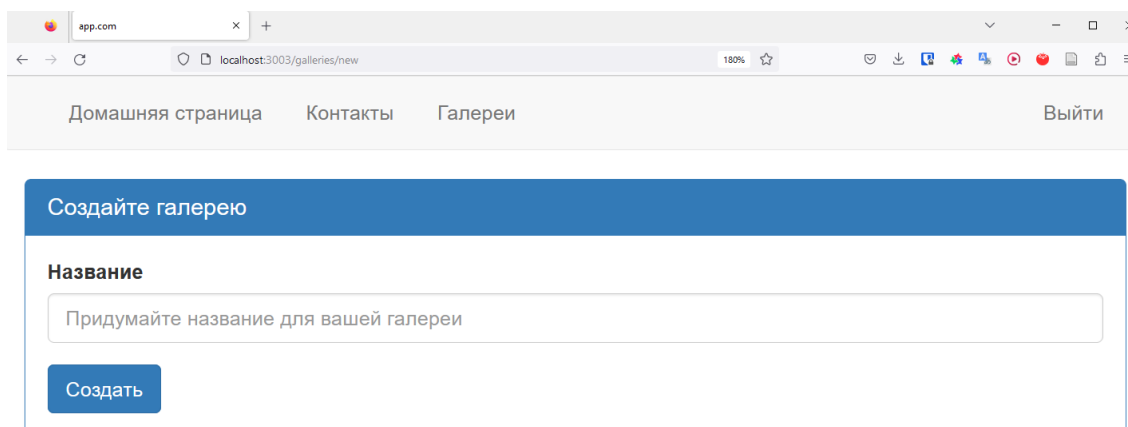 app.com
localhost:3003/galleries/new 180%
Домашняя страница Контакты Галереи Выйти
Создайте галерею
Название
Придумайте название для вашей галереи
Создать